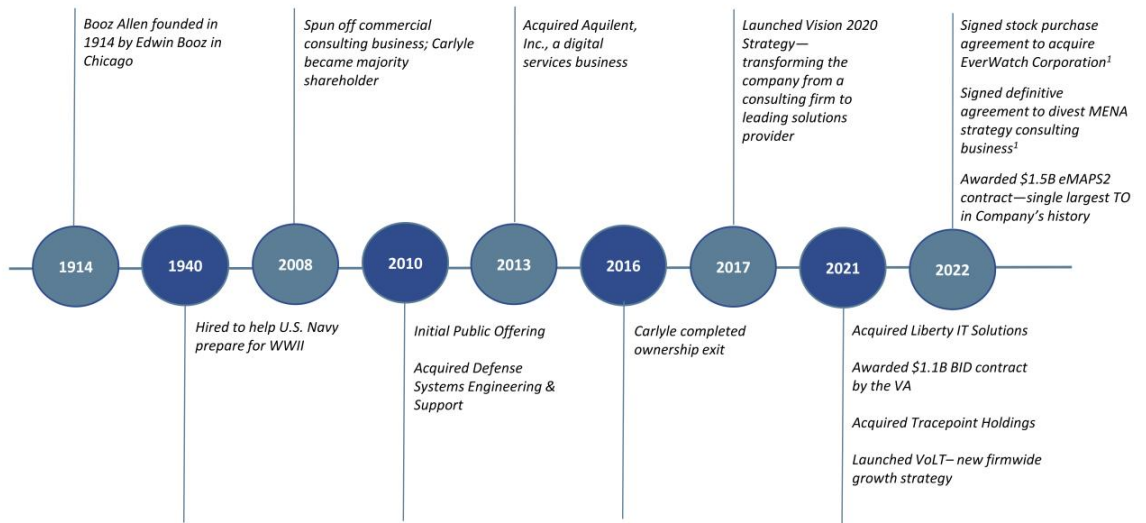 Booz Allen founded in
1914 by Edwin Booz in
Chicago
Spun off commercial
consulting business; Carlyle
became majority
shareholder
Acquired Aquilent,
Inc., a digital
services business
Launched Vision 2020
Strategy—
transforming the
company from a
consulting firm to
leading solutions
provider
Signed stock purchase
agreement to acquire
EverWatch Corporation¹
Signed definitive
agreement to divest MENA
strategy consulting
business¹
Awarded $1.5B eMAPS2
contract—single largest TO
in Company’s history
1914
1940
2008
2010
2013
2016
2017
2021
2022
Hired to help U.S. Navy
prepare for WWII
Initial Public Offering
Acquired Defense
Systems Engineering &
Support
Carlyle completed
ownership exit
Acquired Liberty IT Solutions
Awarded $1.1B BID contract
by the VA
Acquired Tracepoint Holdings
Launched VoLT– new firmwide
growth strategy